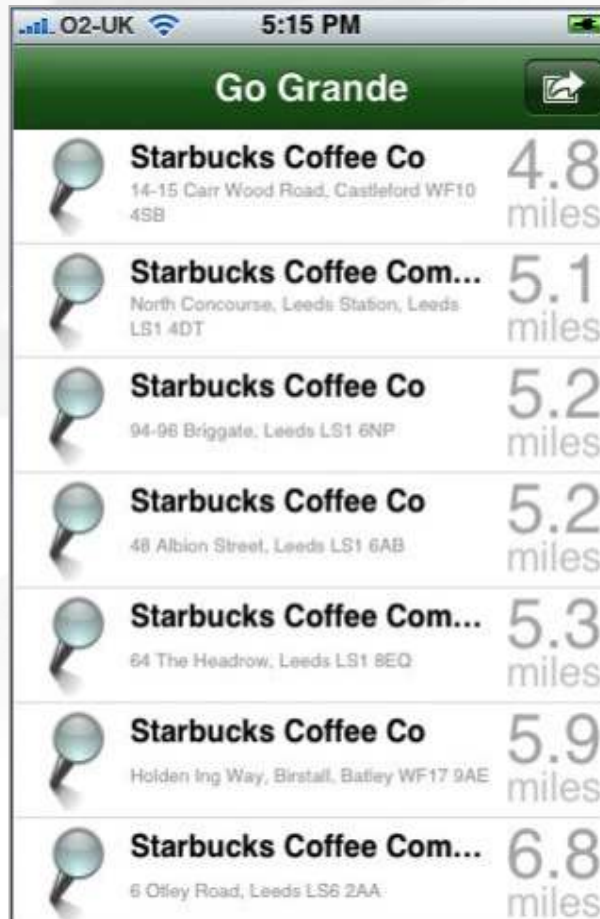 O2-UK 5:15 PM
Go Grande
Starbucks Coffee Co
14-15 Carr Wood Road, Castleford WF10
4SB
4.8
miles
Starbucks Coffee Com...
North Concourse, Leeds Station, Leeds
LS1 4DT
5.1
miles
Starbucks Coffee Co
94-96 Briggate, Leeds LS1 6NP
5.2
miles
Starbucks Coffee Co
48 Albion Street, Leeds LS1 6AB
5.2
miles
Starbucks Coffee Com...
64 The Headrow, Leeds LS1 8EQ
5.3
miles
Starbucks Coffee Co
Holden Ing Way, Birstall, Batley WF17 9AE
5.9
miles
Starbucks Coffee Com...
6 Otley Road, Leeds LS6 2AA
6.8
miles